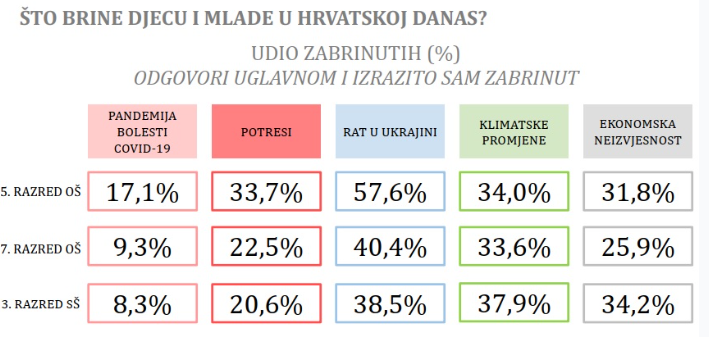 ŠTO BRINE DJECU I MLADE U HRVATSKOJ DANAS?
UDIO ZABRINUTIH (%)
ODGOVORI UGLAVNOM I IZRAZITO SAM ZABRINUT
PANDEMIJA
BOLESTI
COVID-19
POTRESI
RAT U UKRAJINI
KLIMATSKE
PROMJENE
EKONOMSKA
NEIZVJESNOST
5. RAZRED OŠ 17,1% 33,7% 57,6% 34,0% 31,8%
7. RAZRED OŠ 9,3% 22,5% 40,4% 33,6% 25,9%
3. RAZRED SŠ 8,3% 20,6% 38,5% 37,9% 34,2%